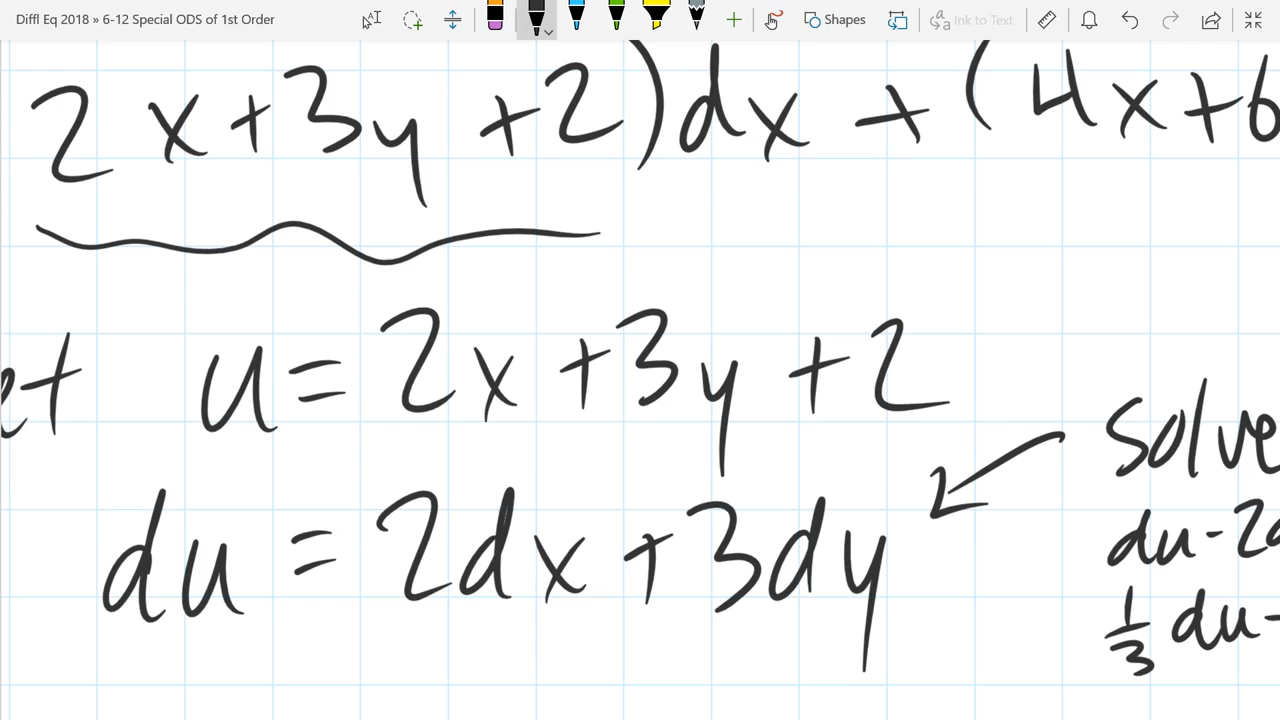 Diffl Eq 2018 » 6-12 Special ODS of 1st Order
Shapes
Ink to Text
2x+3y+2)dx + (4x+6
et u=2x+3y+2
du=2dx+3dy
solve
du-2d
1/3 du-